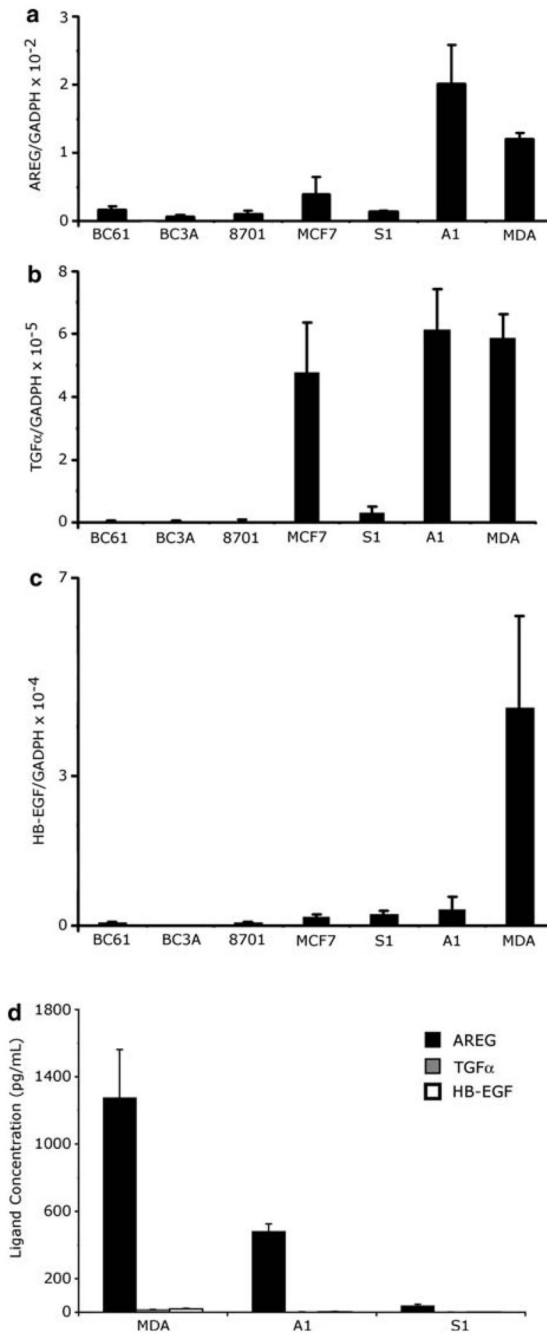 a
AREG/GADPH x 10-2
3
2
1
0
BC61 BC3A 8701 MCF7 S1 A1 MDA
b
TGFα/GADPH x 10-5
8
6
4
2
0
BC61 BC3A 8701 MCF7 S1 A1 MDA
c
HB-EGF/GADPH x 10-4
7
3
0
BC61 BC3A 8701 MCF7 S1 A1 MDA
d
Ligand Concentration (pg/mL)
1800
1400
1000
600
200
0
AREG
TGFα
HB-EGF
MDA A1 S1